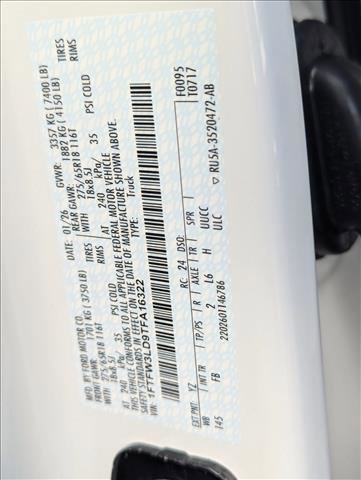 MFD. BY FORD MOTOR CO.
01/26
GVWR: 3357 KG ( 7400 LB)
FRONT GAWR: 1701 KG ( 3750 LB)
REAR GAWR: 1882 KG ( 4150 LB)
275/65R18 116T TIRES
WITH 275/65R18 116T TIRES
18x8.5J RIMS
18x8.5J RIMS
AT 240 kPa/ 35 PSI COLD
AT 240 kPa/ 35 PSI COLD
THIS VEHICLE CONFORMS TO ALL APPLICABLE FEDERAL MOTOR VEHICLE
SAFETY STANDARDS IN EFFECT ON THE DATE OF MANUFACTURE SHOWN ABOVE.
VIN: 1FTFW3LD9TFA16322
Truck
F0095
T0717
EXT PNT: YZ RC: 24 DSO:
WB INT TR TP/PS R AXLE TR SPR
145 FB 2 L6 H UUCC
ULC
2202601146786
▽ RU5A-3520472-AB